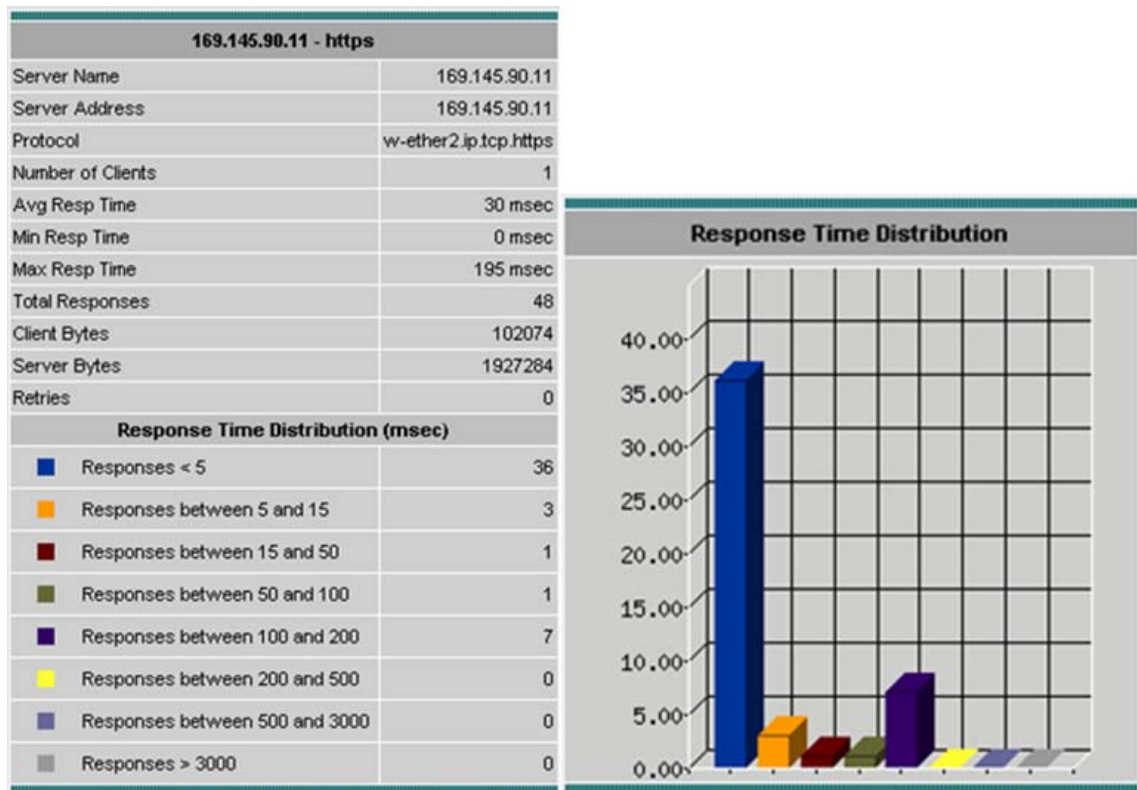 169.145.90.11 - https
Server Name 169.145.90.11
Server Address 169.145.90.11
Protocol w-ether2.ip.tcp.https
Number of Clients 1
Avg Resp Time 30 msec
Min Resp Time 0 msec
Max Resp Time 195 msec
Total Responses 48
Client Bytes 102074
Server Bytes 1927284
Retries 0
Response Time Distribution (msec)
Responses < 5 36
Responses between 5 and 15 3
Responses between 15 and 50 1
Responses between 50 and 100 1
Responses between 100 and 200 7
Responses between 200 and 500 0
Responses between 500 and 3000 0
Responses > 3000 0
Response Time Distribution
40.00
35.00
30.00
25.00
20.00
15.00
10.00
5.00
0.00